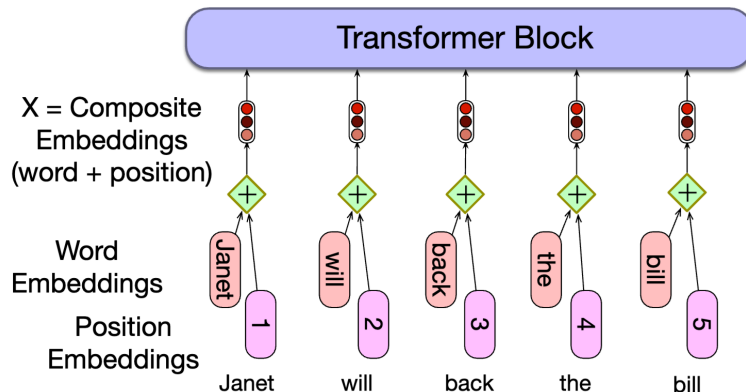 Transformer Block
X = Composite
Embeddings
(word + position)
+ + + + +
Word
Embeddings
Janet will back the bill
Position
Embeddings
1 2 3 4 5
Janet will back the bill